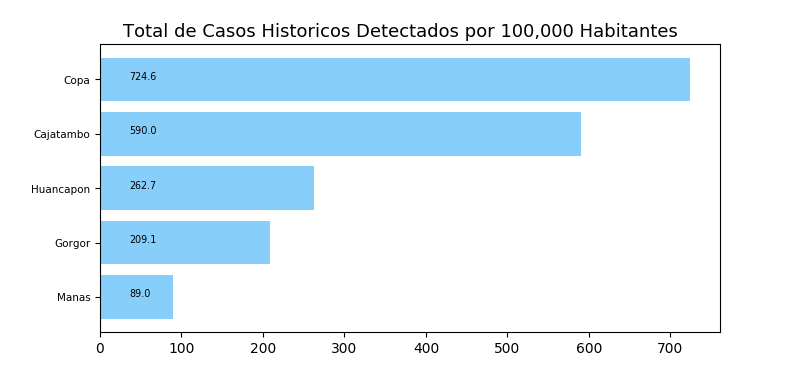 Total de Casos Historicos Detectados por 100,000 Habitantes
Copa 724.6
Cajatambo 590.0
Huancapon 262.7
Gorgor 209.1
Manas 89.0
0 100 200 300 400 500 600 700